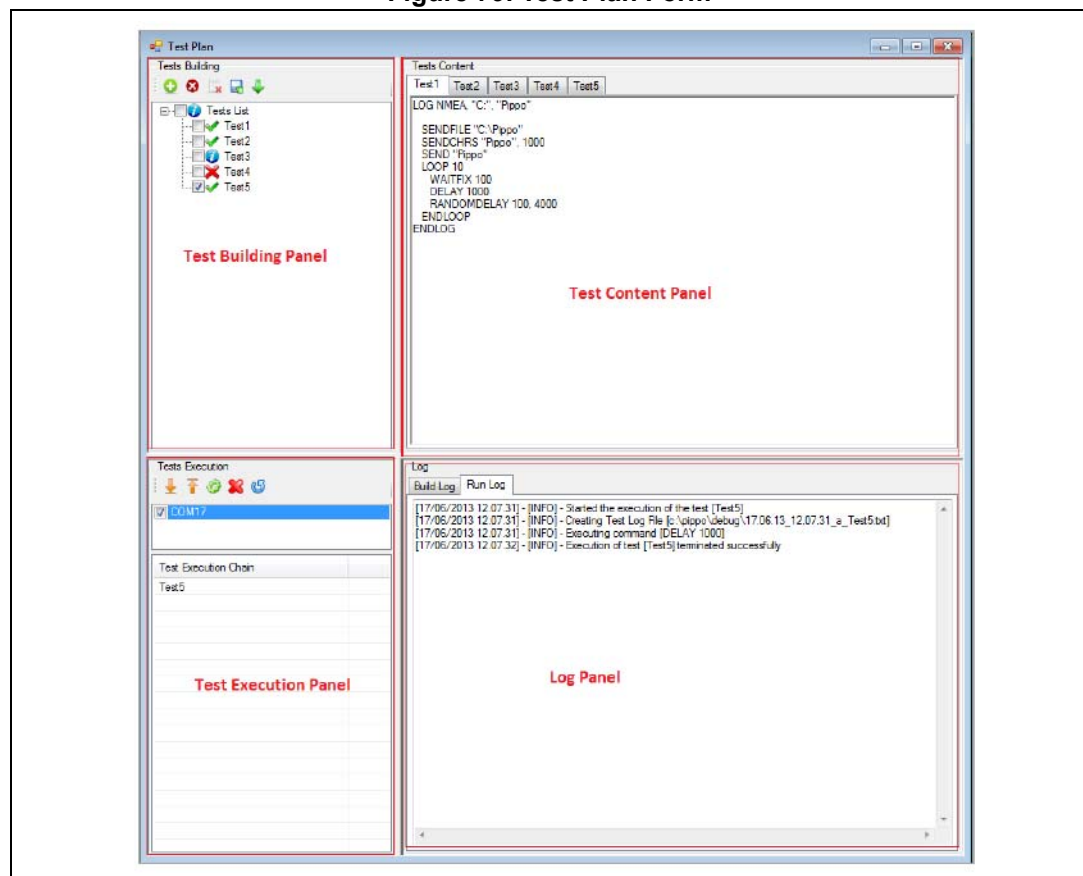 Test Plan
Tests Building
Tests List
Test1
Test2
Test3
Test4
Test5
Test Building Panel
Tests Content
Test1 Test2 Test3 Test4 Test5
LOG NMEA, "C:", "Pippo"
SENDFILE "C:\Pippo"
SENDCHRS "Pippo", 1000
SEND "Pippo"
LOOP 10
WAITFIX 100
DELAY 1000
RANDOMDELAY 100, 4000
ENDLOOP
ENDLOG
Test Content Panel
Tests Execution
COM17
Test Execution Chain
Test5
Test Execution Panel
Log
Build Log Run Log
[17/06/2013 12.07.31] - [INFO] - Started the execution of the test [Test5]
[17/06/2013 12.07.31] - [INFO] - Creating Test Log File [c:\pippo\debug\17.06.13_12.07.31_a_Test5.txt]
[17/06/2013 12.07.31] - [INFO] - Executing command [DELAY 1000]
[17/06/2013 12.07.32] - [INFO] - Execution of test [Test5] terminated successfully
Log Panel